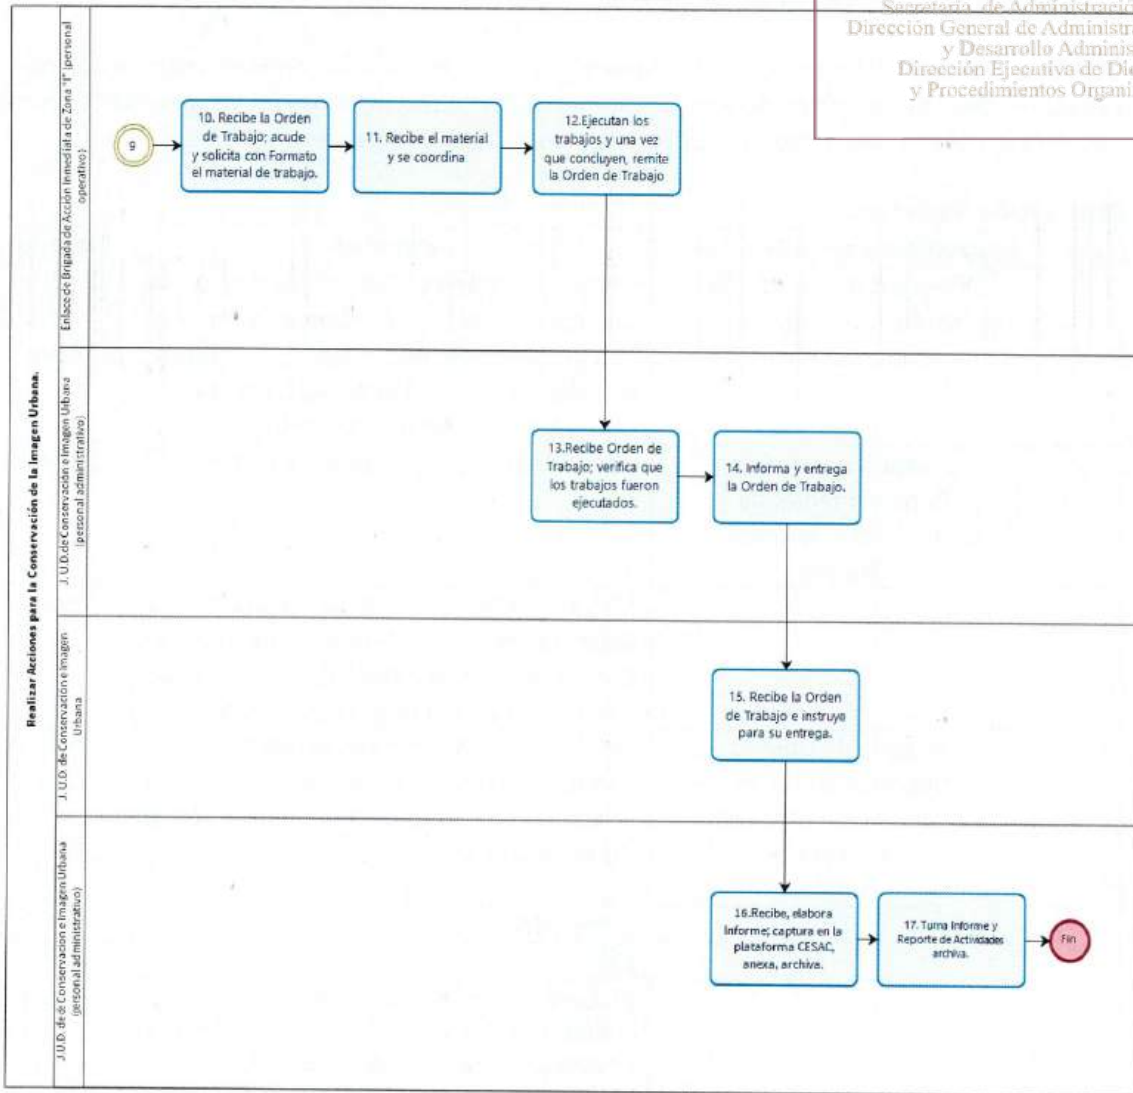 Secretaría de Administració
Dirección General de Administra
y Desarrollo Adminis
Dirección Ejecutiva de Di
y Procedimientos Organi
Realizar Acciones para la Conservación de la Imagen Urbana.
Enlace de Brigada de Acción Inmediata de Zona "I" (personal
operativo)
9
10. Recibe la Orden
de Trabajo; acude
y solicita con Formato
el material de trabajo.
11. Recibe el material
y se coordina
12.Ejecutan los
trabajos y una vez
que concluyen, remite
la Orden de Trabajo
J. U.D. de Conservación e Imagen Urbana
(personal administrativo)
13.Recibe Orden de
Trabajo; verifica que
los trabajos fueron
ejecutados.
14. Informa y entrega
la Orden de Trabajo.
J. U.D. de Conservación e Imagen
Urbana
15. Recibe la Orden
de Trabajo e instruye
para su entrega.
J.U.D. de Conservación e Imagen Urbana
(personal administrativo)
16.Recibe, elabora
Informe; captura en la
plataforma CESAC,
anexa, archiva.
17. Turna Informe y
Reporte de Actividades
archiva.
Fin